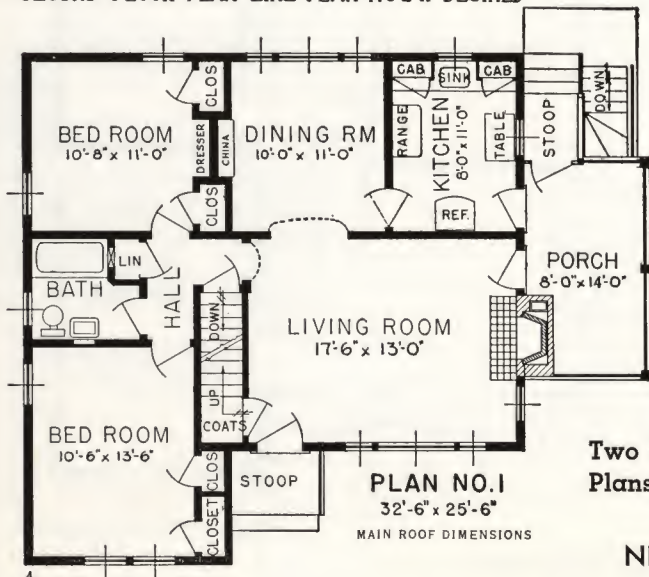 CLOS
BED ROOM
10'-8" x 11'-0"
DRESSER
CHINA
CLOS
DINING RM
10'-0" x 11'-0"
CAB
SINK
CAB
RANGE
KITCHEN
8'-0" x 11'-0"
TABLE
REF.
STOOP
DOWN
LIN
BATH
HALL
DOWN
UP
COATS
LIVING ROOM
17'-6" x 13'-0"
PORCH
8'-0" x 14'-0"
BED ROOM
10'-6" x 13'-6"
CLOS
CLOSET
STOOP
PLAN NO.1
32'-6" x 25'-6"
MAIN ROOF DIMENSIONS
Two
Plans